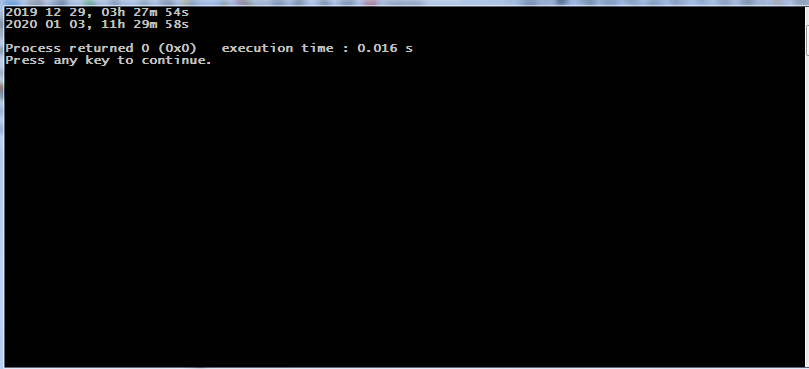 2019 12 29, 03h 27m 54s
2020 01 03, 11h 29m 58s
Process returned 0 (0x0)   execution time : 0.016 s
Press any key to continue.